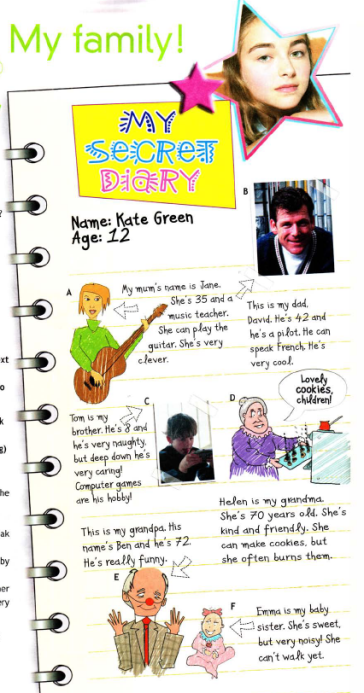 My family!
MY
SECRET
DIARY
Name: Kate Green
Age: 12
B
A
My mum's name is Jane.
She's 35 and a
music teacher.
She can play the
guitar. She's very
clever.
This is my dad,
David. He's 42 and
he's a pilot. He can
speak French. He's
very cool.
C
Tom is my
brother. He's 8 and
he's very naughty,
but deep down he's
very caring!
Computer games
are his hobby!
D
Lovely
cookies,
children!
Helen is my grandma.
She's 70 years old. She's
kind and friendly. She
can make cookies, but
she often burns them.
This is my grandpa. His
name's Ben and he's 72.
He's really funny.
E
F
Emma is my baby
sister. She's sweet,
but very noisy! She
can't walk yet.